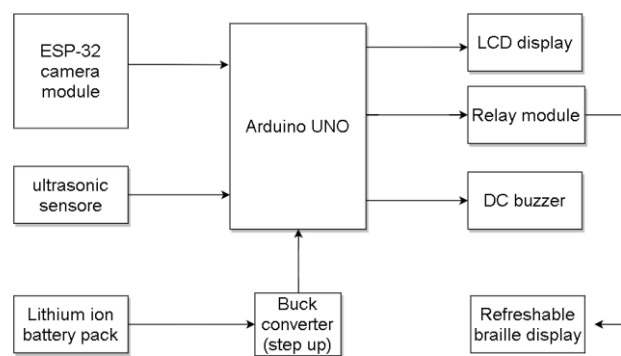 ESP-32
camera
module
LCD display
Arduino UNO
Relay module
ultrasonic
sensore
DC buzzer
Lithium ion
battery pack
Buck
converter
(step up)
Refreshable
braille display